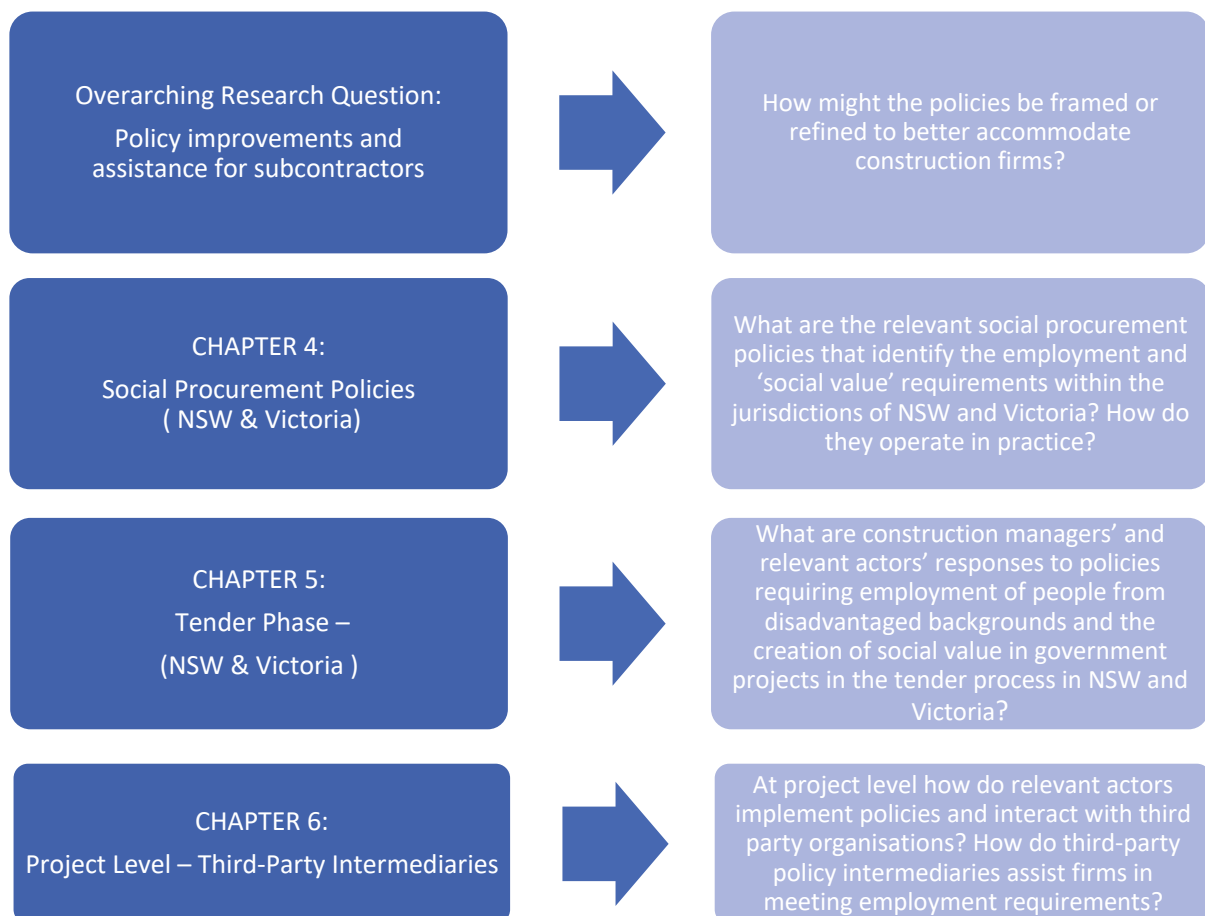 Overarching Research Question:
Policy improvements and
assistance for subcontractors
How might the policies be framed or
refined to better accommodate
construction firms?
CHAPTER 4:
Social Procurement Policies
( NSW & Victoria)
What are the relevant social procurement
policies that identify the employment and
‘social value’ requirements within the
jurisdictions of NSW and Victoria? How do
they operate in practice?
CHAPTER 5:
Tender Phase –
(NSW & Victoria )
What are construction managers’ and
relevant actors’ responses to policies
requiring employment of people from
disadvantaged backgrounds and the
creation of social value in government
projects in the tender process in NSW and
Victoria?
CHAPTER 6:
Project Level – Third-Party Intermediaries
At project level how do relevant actors
implement policies and interact with third
party organisations? How do third-party
policy intermediaries assist firms in
meeting employment requirements?